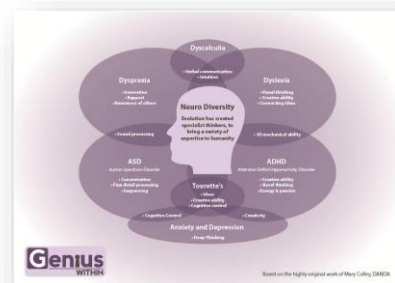 Dyscalculia
• Verbal communication
• Intuition
Dyspraxia
• Innovation
• Support
• Awareness of others
Dyslexia
• Visual thinking
• Creative ability
• Connecting ideas
Neuro Diversity
Evolution has created
specialist thinkers, to
bring a variety of
expertise to humanity
• Sound processing
• 3D mechanical ability
ASD
Autism Spectrum Disorder
• Concentration
• Fine detail processing
• Sequencing
ADHD
Attention Deficit Hyperactivity Disorder
• Creative ability
• Novel thinking
• Energy & passion
Tourette's
• Ideas
• Creative ability
• Cognitive control
• Cognitive Control
• Creativity
Anxiety and Depression
• Deep Thinking
Genius
WITHIN
Based on the highly original work of Mary Colley, DANDA